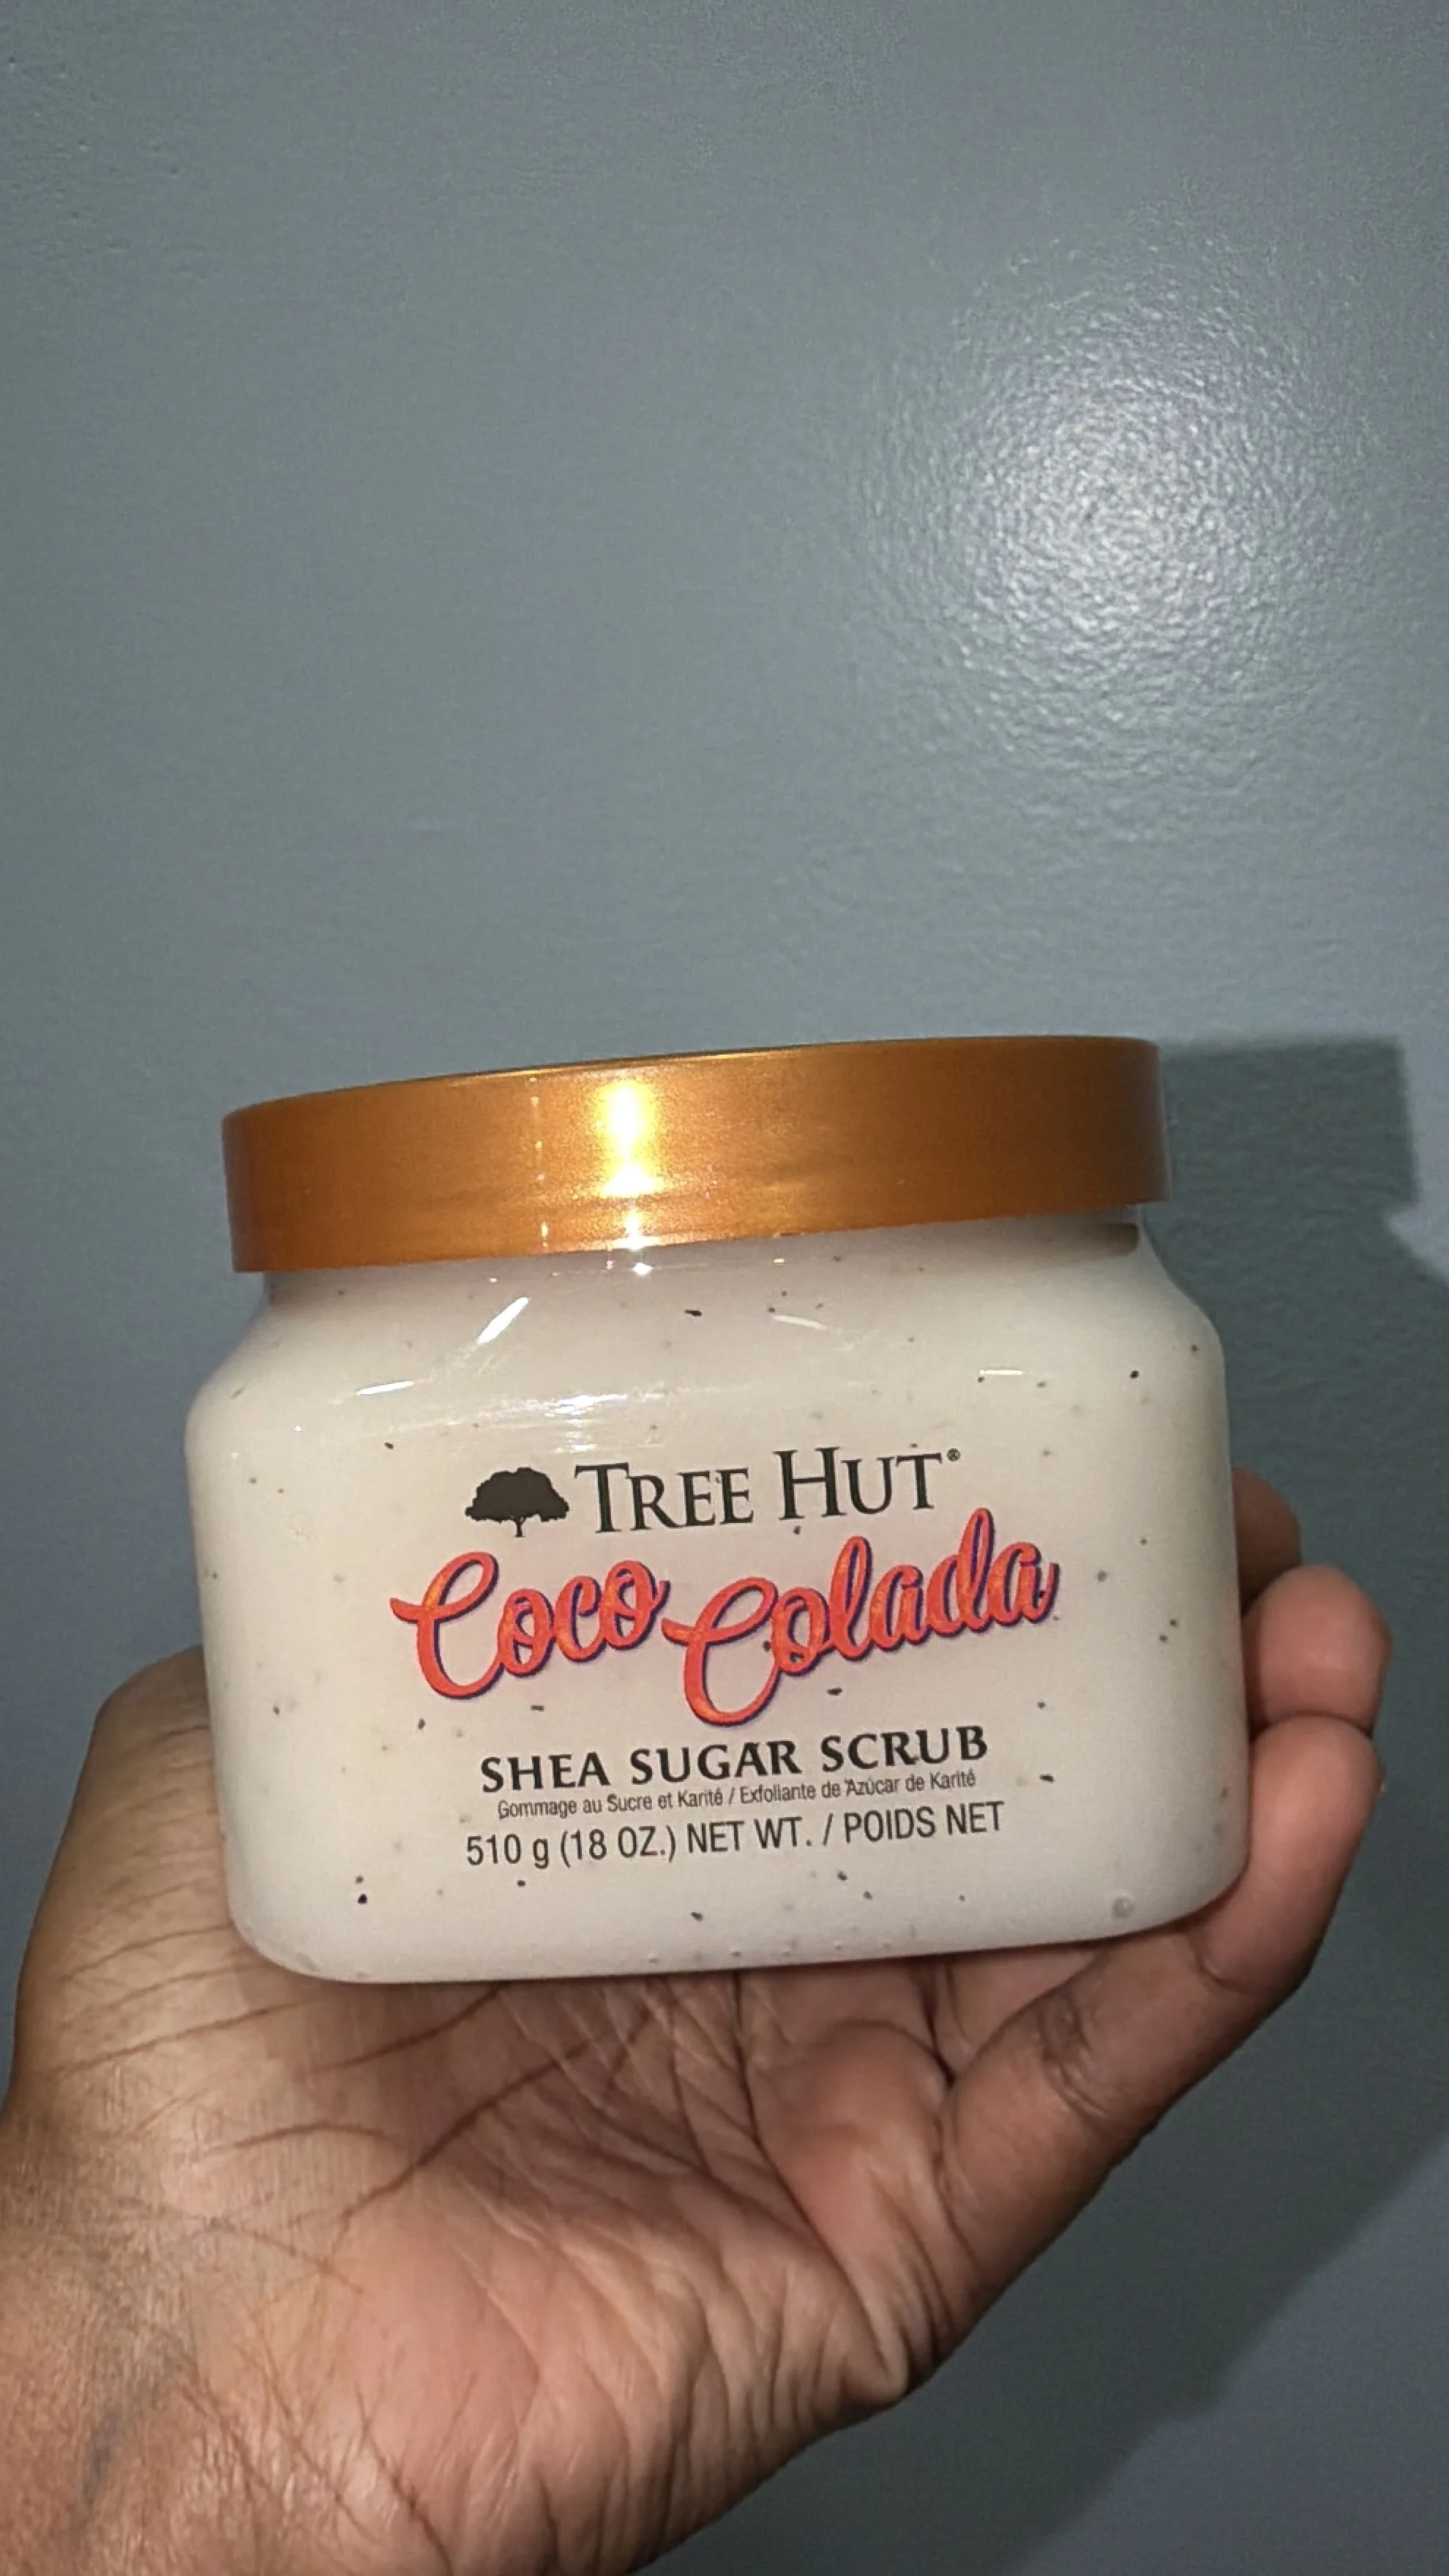 TREE HUT®
Coco Colada
SHEA SUGAR SCRUB
Gommage au Sucre et Karité / Exfoliante de Azúcar de Karité
510 g (18 OZ.) NET WT. / POIDS NET